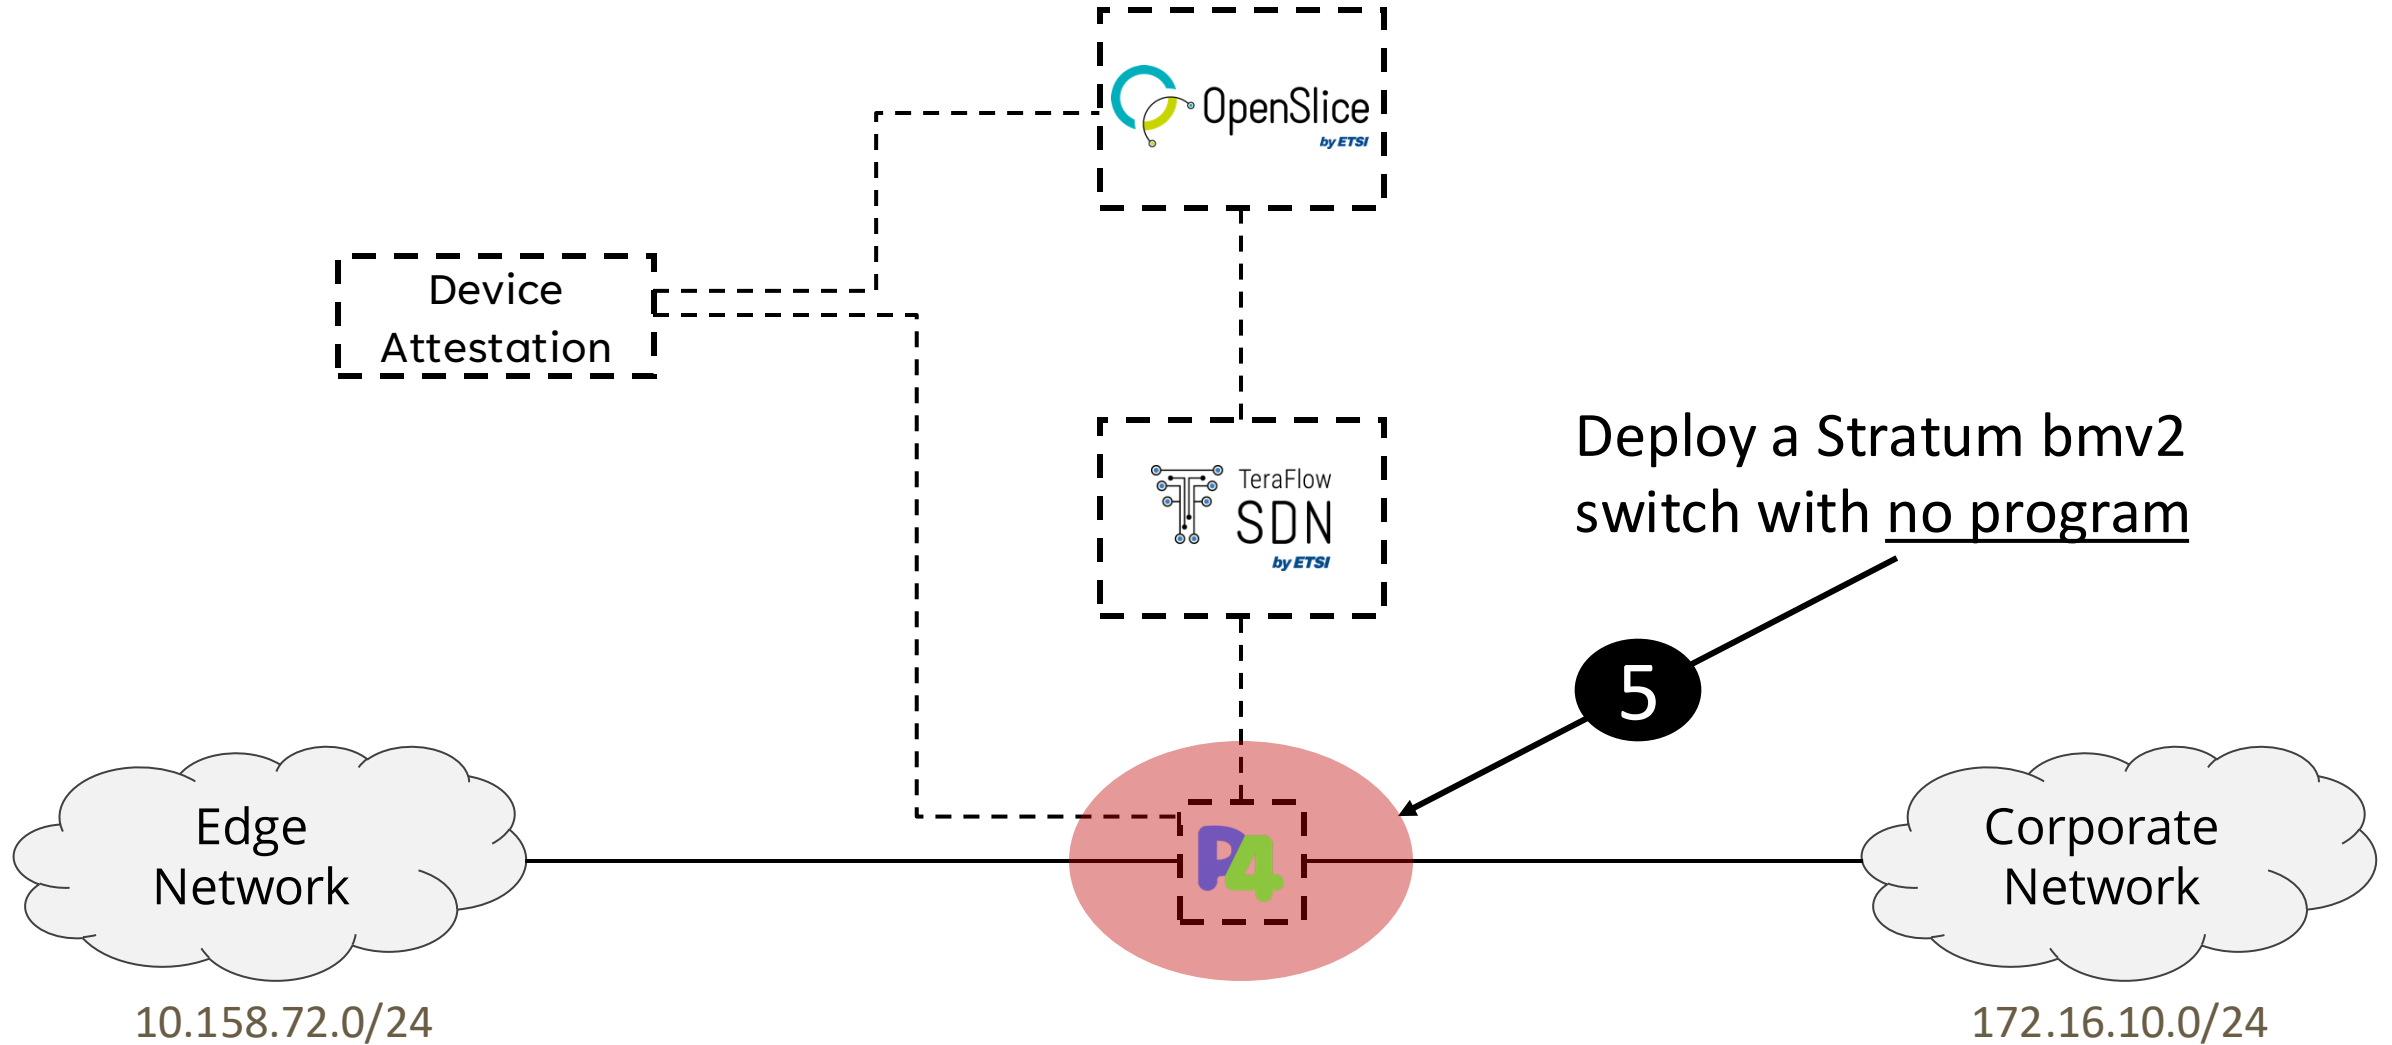 OpenSlice
by ETSI
Device
Attestation
TeraFlow
SDN
by ETSI
Deploy a Stratum bmv2
switch with no program
5
Edge
Network
P4
Corporate
Network
10.158.72.0/24
172.16.10.0/24